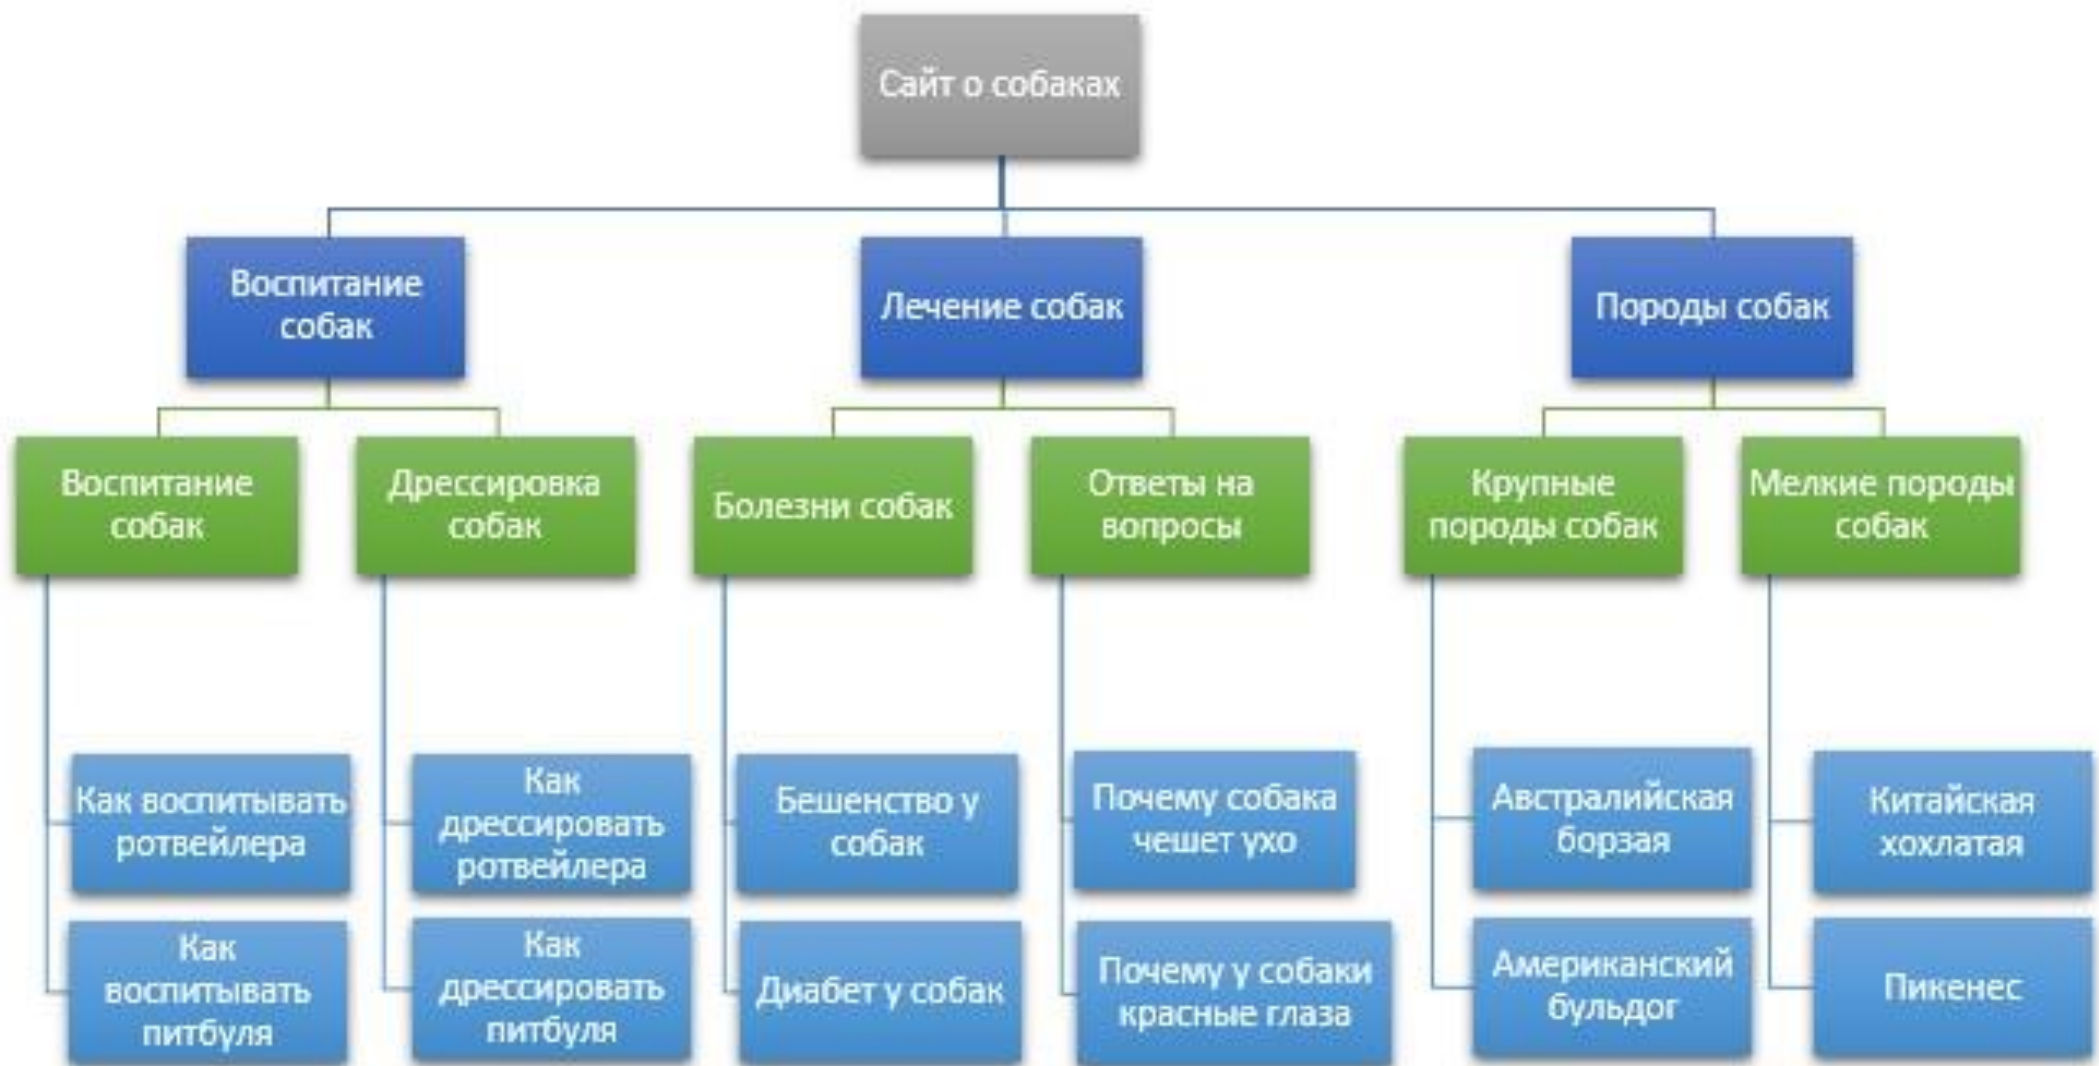 Сайт о собаках
Воспитание
собак
Лечение собак
Породы собак
Воспитание
собак
Дрессировка
собак
Болезни собак
Ответы на
вопросы
Крупные
породы собак
Мелкие породы
собак
Как воспитывать
ротвейлера
Как
дрессировать
ротвейлера
Бешенство у
собак
Почему собака
чешет ухо
Австралийская
борзая
Китайская
хохлатая
Как
воспитывать
питбуля
Как
дрессировать
питбуля
Диабет у собак
Почему у собаки
красные глаза
Американский
бульдог
Пикенес